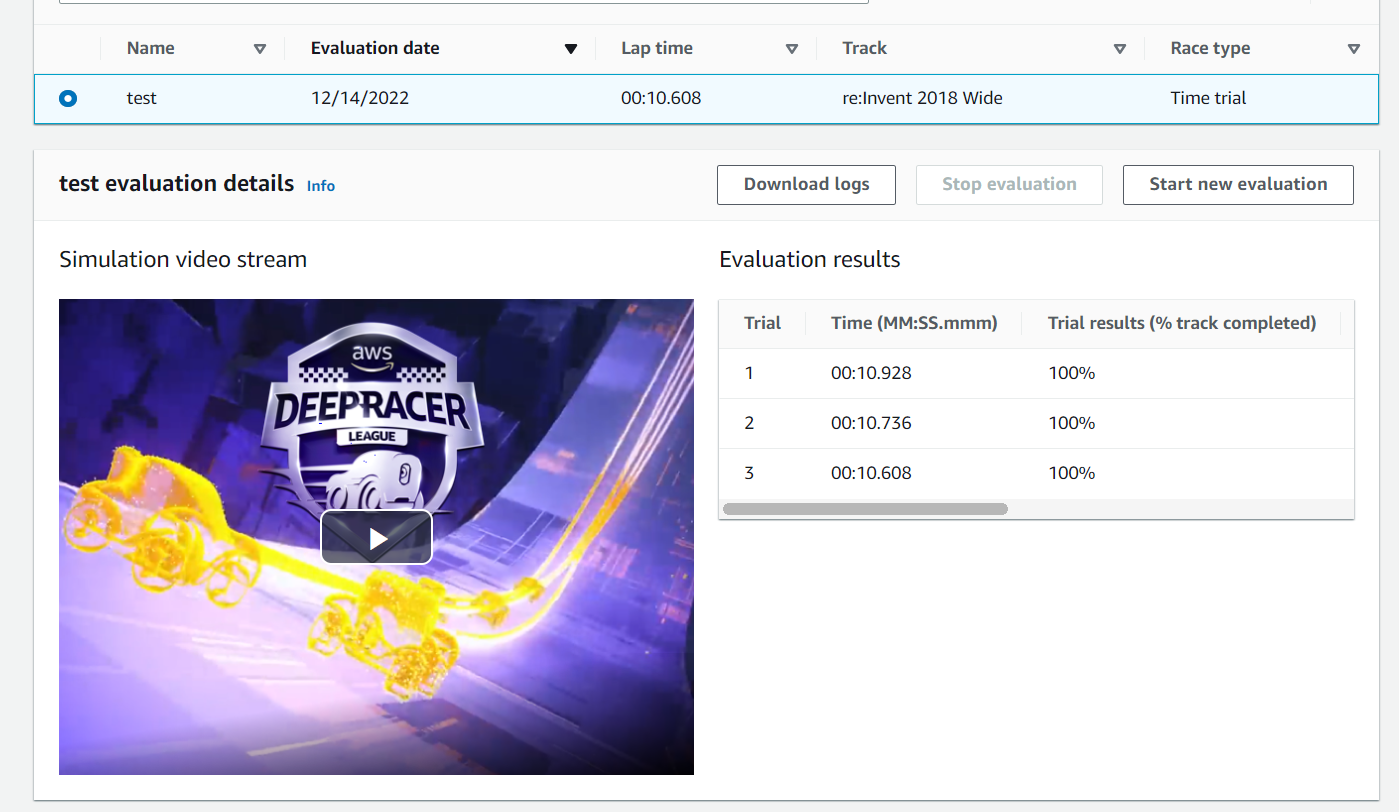 Name Evaluation date Lap time Track Race type
test 12/14/2022 00:10.608 re:Invent 2018 Wide Time trial
test evaluation details Info Download logs Stop evaluation Start new evaluation
Simulation video stream
aws
DEEPRACER
LEAGUE
Evaluation results
Trial Time (MM:SS.mmm) Trial results (% track completed)
1 00:10.928 100%
2 00:10.736 100%
3 00:10.608 100%